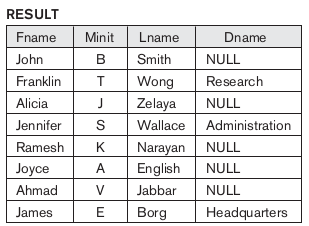 RESULT
Fname Minit Lname Dname
John B Smith NULL
Franklin T Wong Research
Alicia J Zelaya NULL
Jennifer S Wallace Administration
Ramesh K Narayan NULL
Joyce A English NULL
Ahmad V Jabbar NULL
James E Borg Headquarters